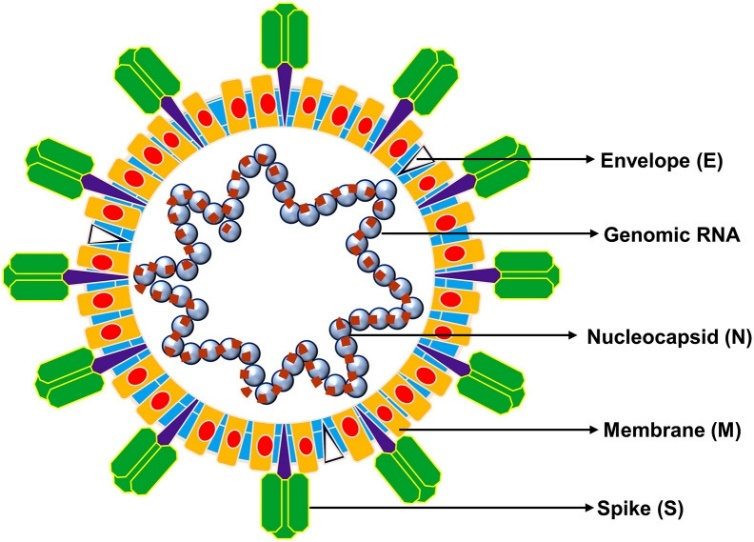 Envelope (E)
Genomic RNA
Nucleocapsid (N)
Membrane (M)
Spike (S)